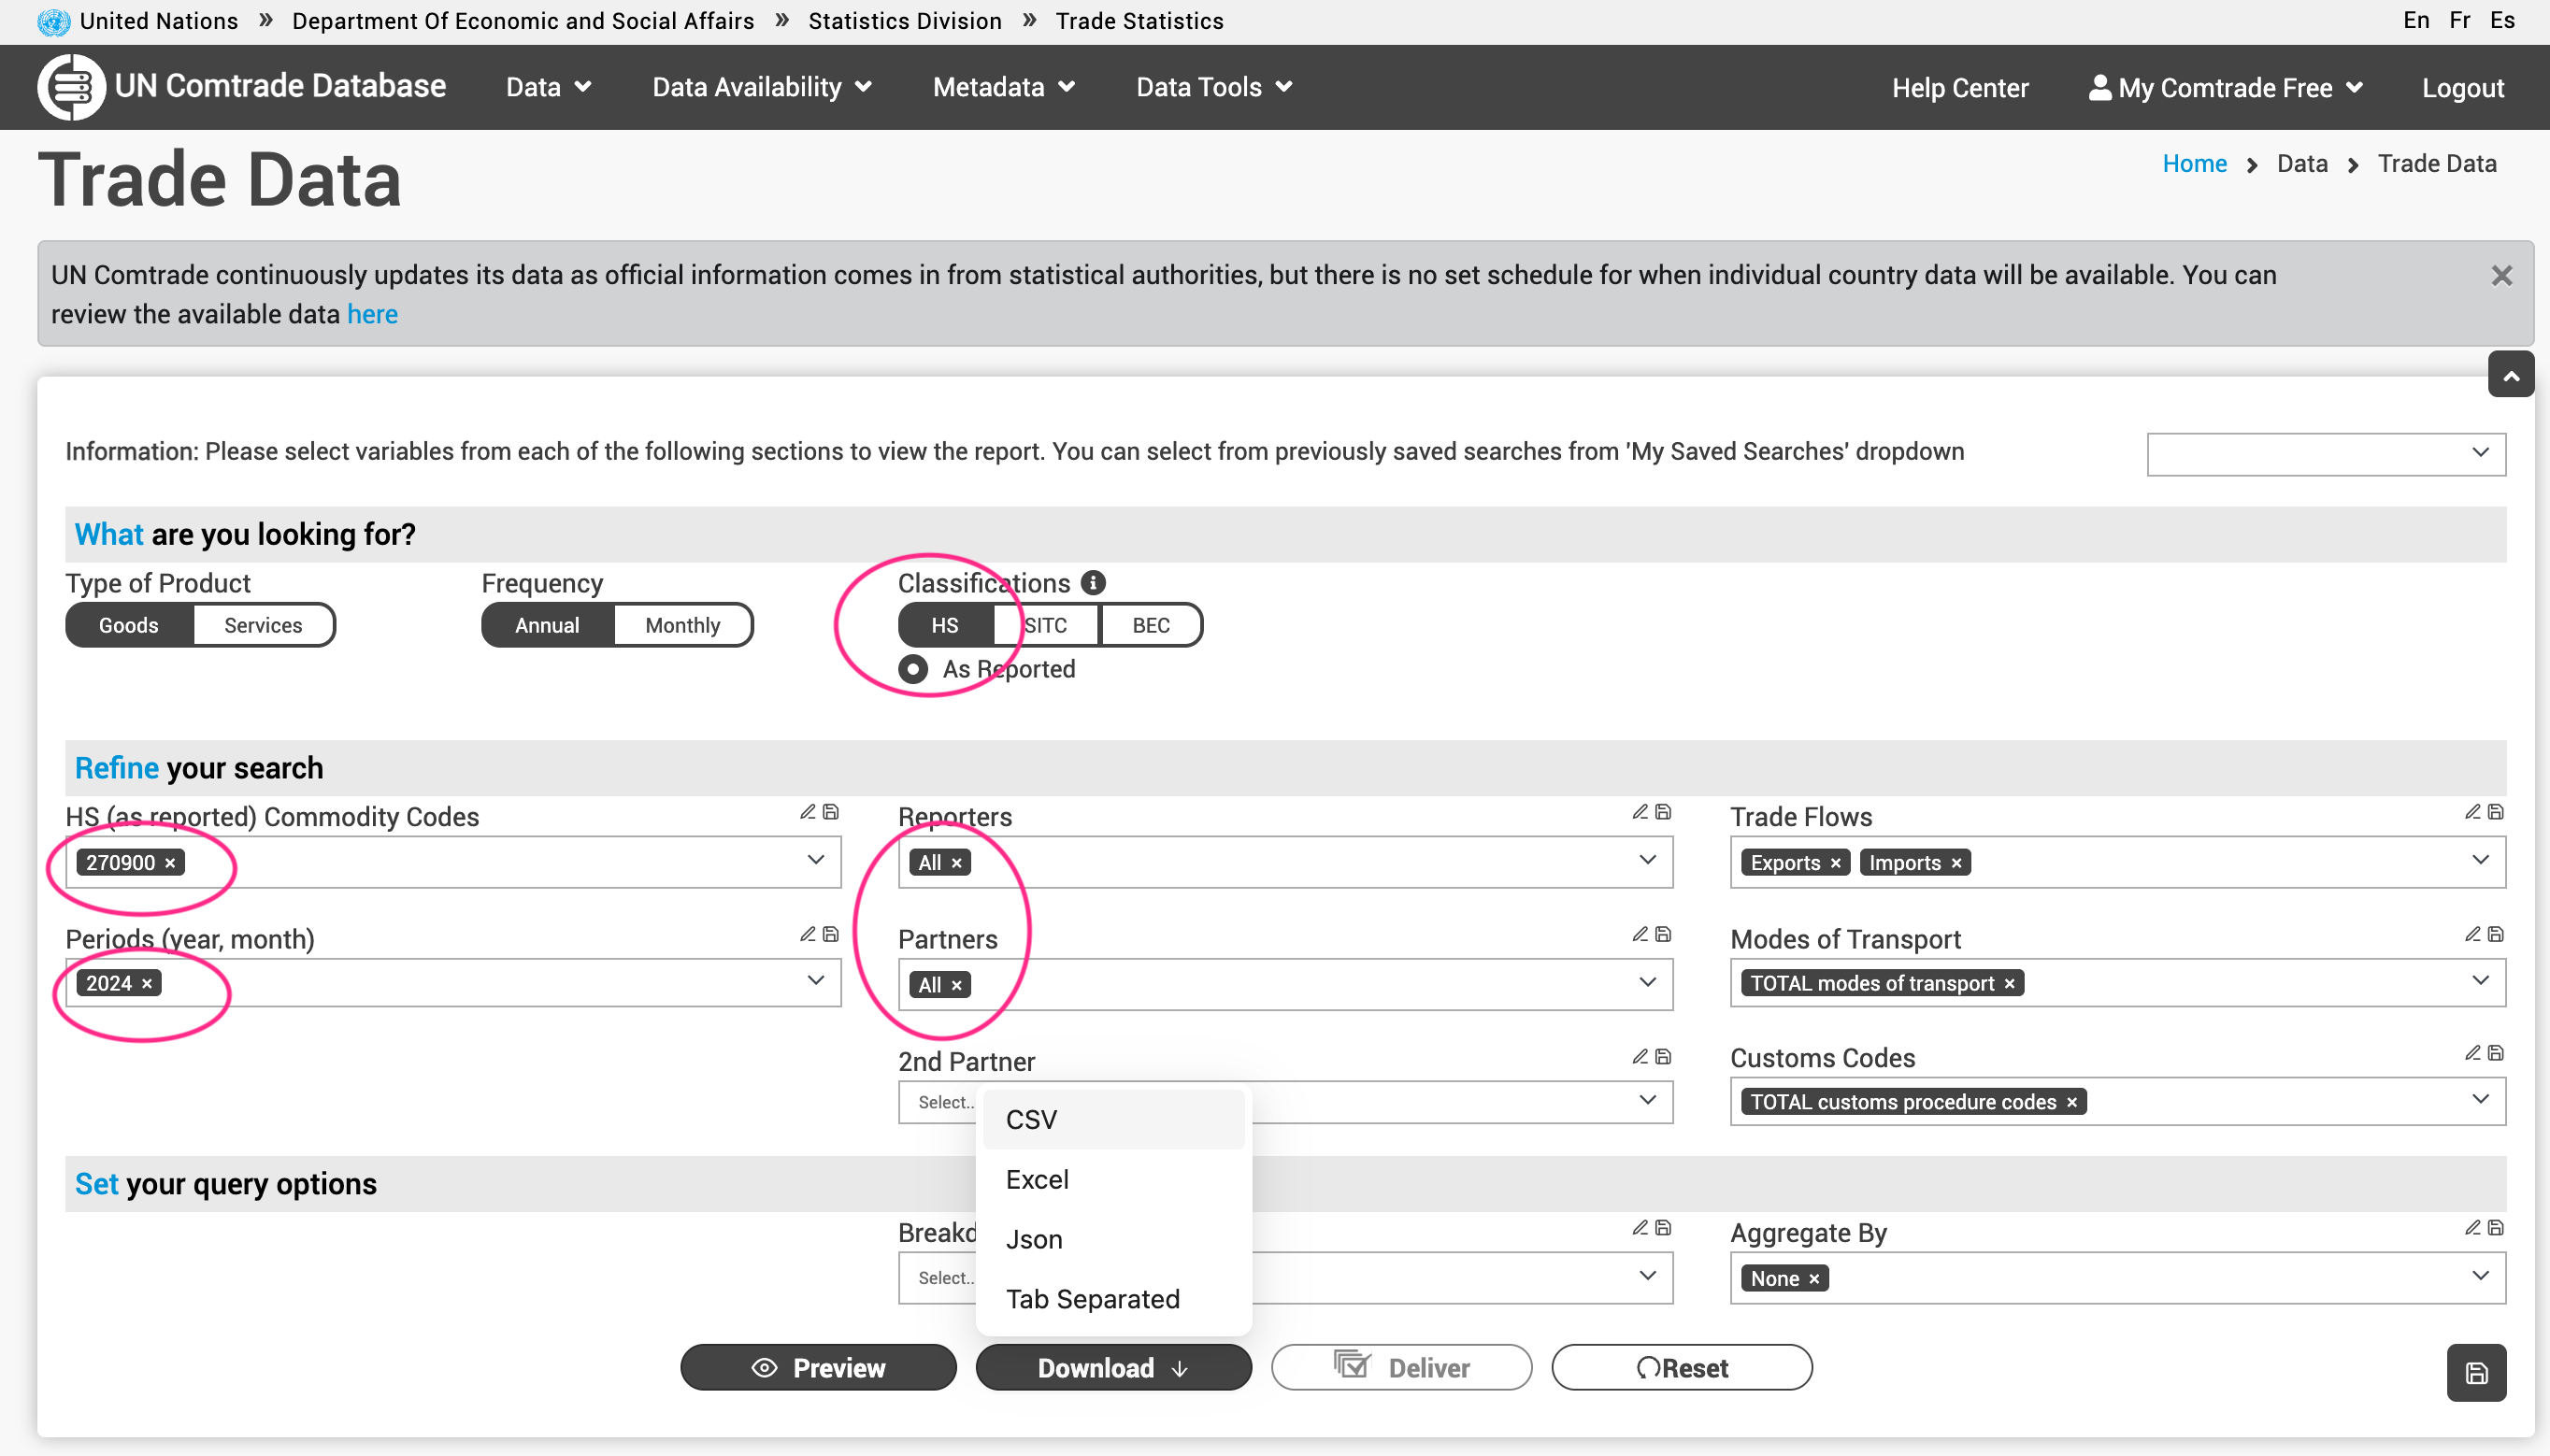 United Nations » Department Of Economic and Social Affairs » Statistics Division » Trade Statistics
En Fr Es
UN Comtrade Database
Data
Data Availability
Metadata
Data Tools
Help Center
My Comtrade Free
Logout
Trade Data
Home > Data > Trade Data
UN Comtrade continuously updates its data as official information comes in from statistical authorities, but there is no set schedule for when individual country data will be available. You can
review the available data here
Information: Please select variables from each of the following sections to view the report. You can select from previously saved searches from 'My Saved Searches' dropdown
What are you looking for?
Type of Product
Goods
Services
Frequency
Annual
Monthly
Classifications
HS
SITC
BEC
As Reported
Refine your search
HS (as reported) Commodity Codes
270900 ×
Reporters
All ×
Trade Flows
Exports × Imports ×
Periods (year, month)
2024 ×
Partners
All ×
Modes of Transport
TOTAL modes of transport ×
2nd Partner
Select..
Customs Codes
TOTAL customs procedure codes ×
CSV
Excel
Json
Tab Separated
Set your query options
Breakd
Select..
Aggregate By
None ×
Preview
Download
Deliver
Reset